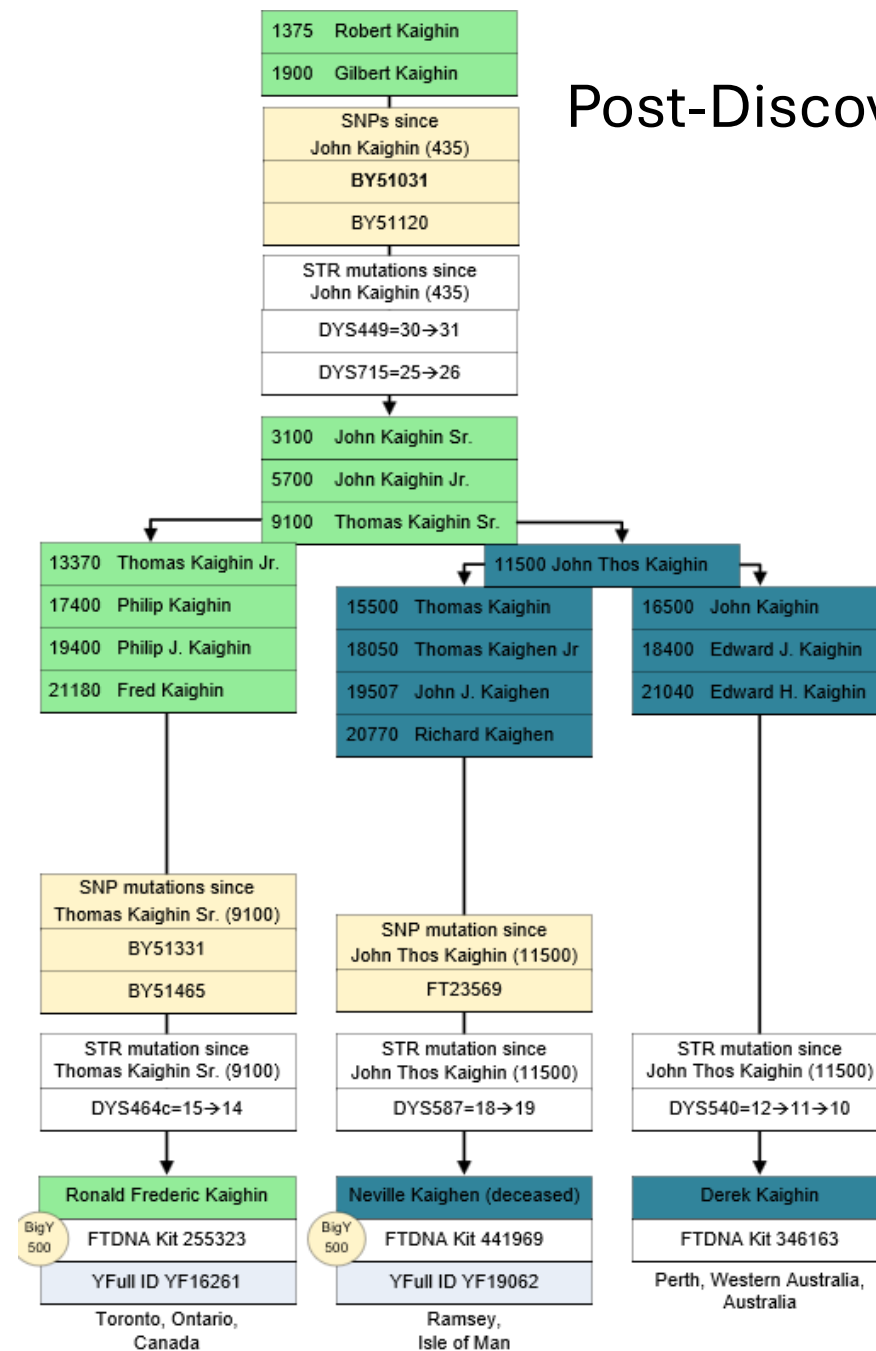 1375 Robert Kaighin
1900 Gilbert Kaighin
Post-Discov
SNPs since
John Kaighin (435)
BY51031
BY51120
STR mutations since
John Kaighin (435)
DYS449=30→31
DYS715=25→26
3100 John Kaighin Sr.
5700 John Kaighin Jr.
9100 Thomas Kaighin Sr.
13370 Thomas Kaighin Jr.
17400 Philip Kaighin
19400 Philip J. Kaighin
21180 Fred Kaighin
11500 John Thos Kaighin
15500 Thomas Kaighin
18050 Thomas Kaighen Jr
19507 John J. Kaighen
20770 Richard Kaighen
16500 John Kaighin
18400 Edward J. Kaighin
21040 Edward H. Kaighin
SNP mutations since
Thomas Kaighin Sr. (9100)
BY51331
BY51465
STR mutation since
Thomas Kaighin Sr. (9100)
DYS464c=15→14
SNP mutation since
John Thos Kaighin (11500)
FT23569
STR mutation since
John Thos Kaighin (11500)
DYS587=18→19
STR mutation since
John Thos Kaighin (11500)
DYS540=12→11→10
Ronald Frederic Kaighin
BigY
500
FTDNA Kit 255323
YFull ID YF16261
Toronto, Ontario,
Canada
Neville Kaighen (deceased)
BigY
500
FTDNA Kit 441969
YFull ID YF19062
Ramsey,
Isle of Man
Derek Kaighin
FTDNA Kit 346163
Perth, Western Australia,
Australia